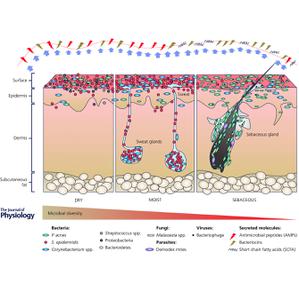 Surface
Epidermis
Dermis
Subcutaneous fat
Sweat
Sweat glands
Sebaceous gland
DRY
MOIST
SEBACEOUS
The Journal of
Physiology
Microbial diversity
Bacteria:
P. acnes
S. epidermidis
Corynebacterium spp.
Streptococcus spp.
Proteobacteria
Bacteroidetes
Fungi:
Malassezia spp.
Parasites:
Demodex mites
Viruses:
Bacteriophage
Secreted molecules:
Antimicrobial peptides (AMPs)
Bacteriocins
Short chain fatty acids (SCFA)